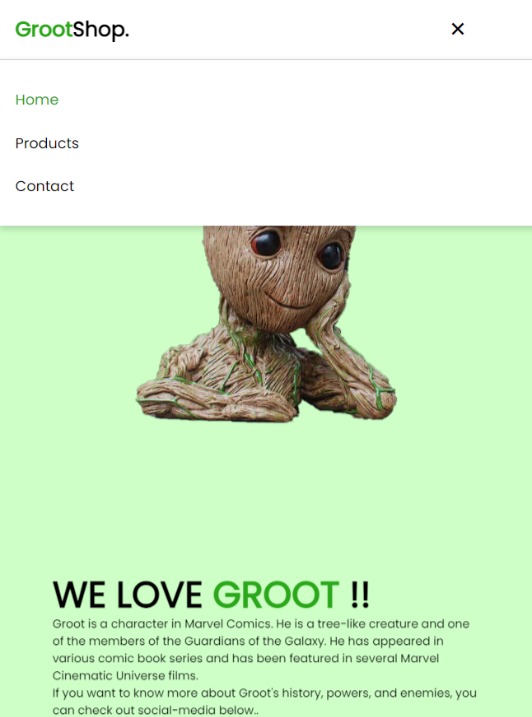 GrootShop.
Home
Products
Contact
WE LOVE GROOT !!
Groot is a character in Marvel Comics. He is a tree-like creature and one
of the members of the Guardians of the Galaxy. He has appeared in
various comic book series and has been featured in several Marvel
Cinematic Universe films.
If you want to know more about Groot's history, powers, and enemies, you
can check out social-media below..